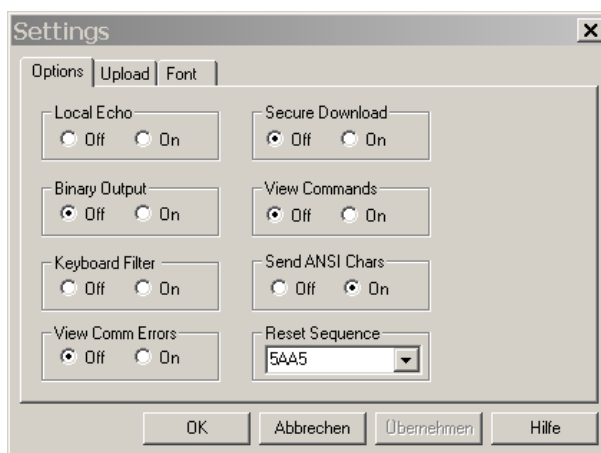 Settings
Options Upload Font
Local Echo Secure Download
Off On Off On
Binary Output View Commands
Off On Off On
Keyboard Filter Send ANSI Chars
Off On Off On
View Comm Errors Reset Sequence
Off On 5AA5
OK Abbrechen Übernehmen Hilfe